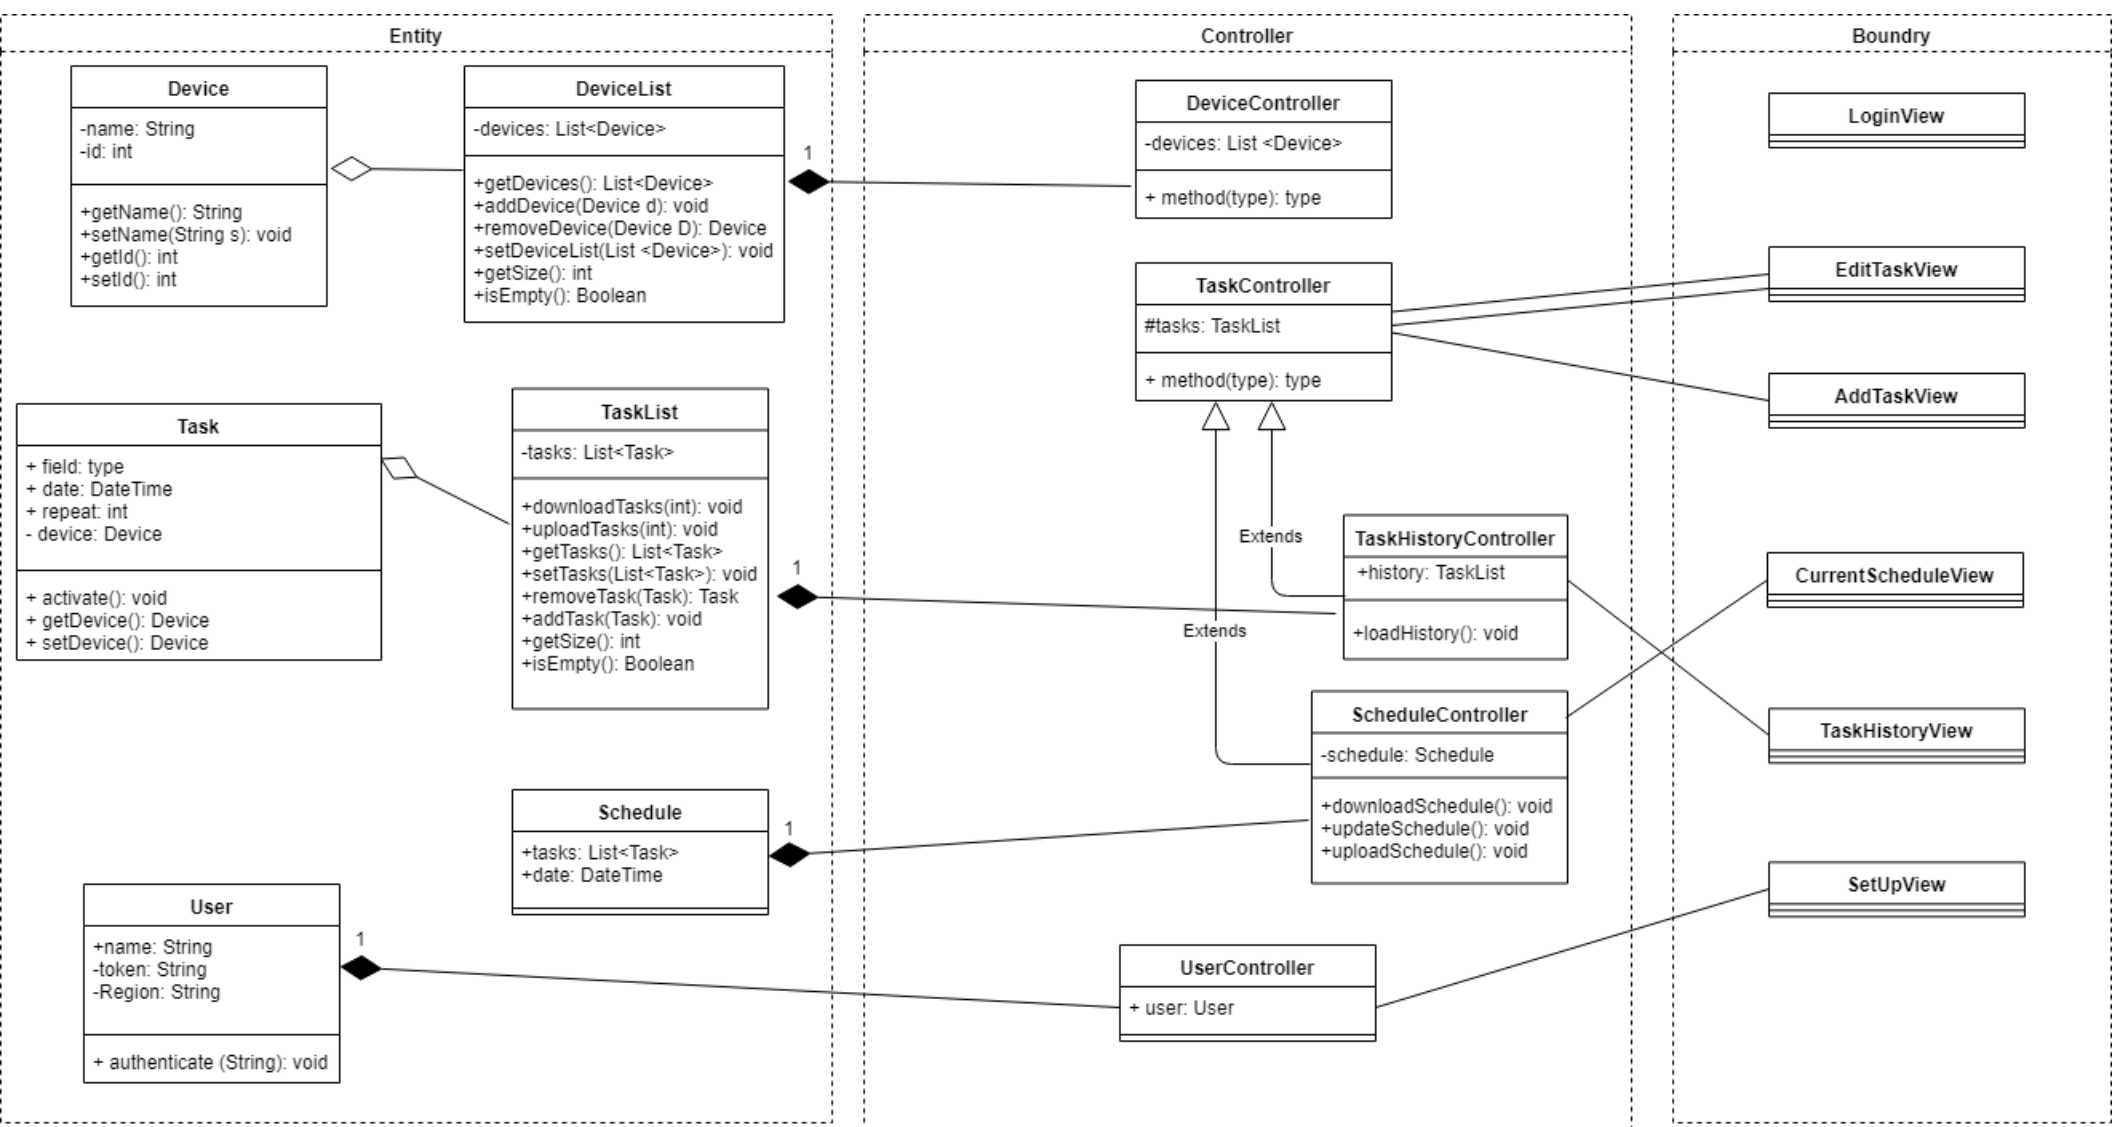 Entity
Device
-name: String
-id: int
+getName(): String
+setName(String s): void
+getId(): int
+setId(): int
DeviceList
-devices: List<Device>
+getDevices(): List<Device>
+addDevice(Device d): void
+removeDevice(Device D): Device
+setDeviceList(List <Device>): void
+getSize(): int
+isEmpty(): Boolean
1
Task
+ field: type
+ date: DateTime
+ repeat: int
- device: Device
+ activate(): void
+ getDevice(): Device
+ setDevice(): Device
TaskList
-tasks: List<Task>
+downloadTasks(int): void
+uploadTasks(int): void
+getTasks(): List<Task>
+setTasks(List<Task>): void
+removeTask(Task): Task
+addTask(Task): void
+getSize(): int
+isEmpty(): Boolean
1
Schedule
+tasks: List<Task>
+date: DateTime
1
User
+name: String
-token: String
-Region: String
+ authenticate (String): void
1
Controller
DeviceController
-devices: List <Device>
+ method(type): type
TaskController
#tasks: TaskList
+ method(type): type
Extends
Extends
TaskHistoryController
+history: TaskList
+loadHistory(): void
ScheduleController
-schedule: Schedule
+downloadSchedule(): void
+updateSchedule(): void
+uploadSchedule(): void
UserController
+ user: User
Boundry
LoginView
EditTaskView
AddTaskView
CurrentScheduleView
TaskHistoryView
SetUpView